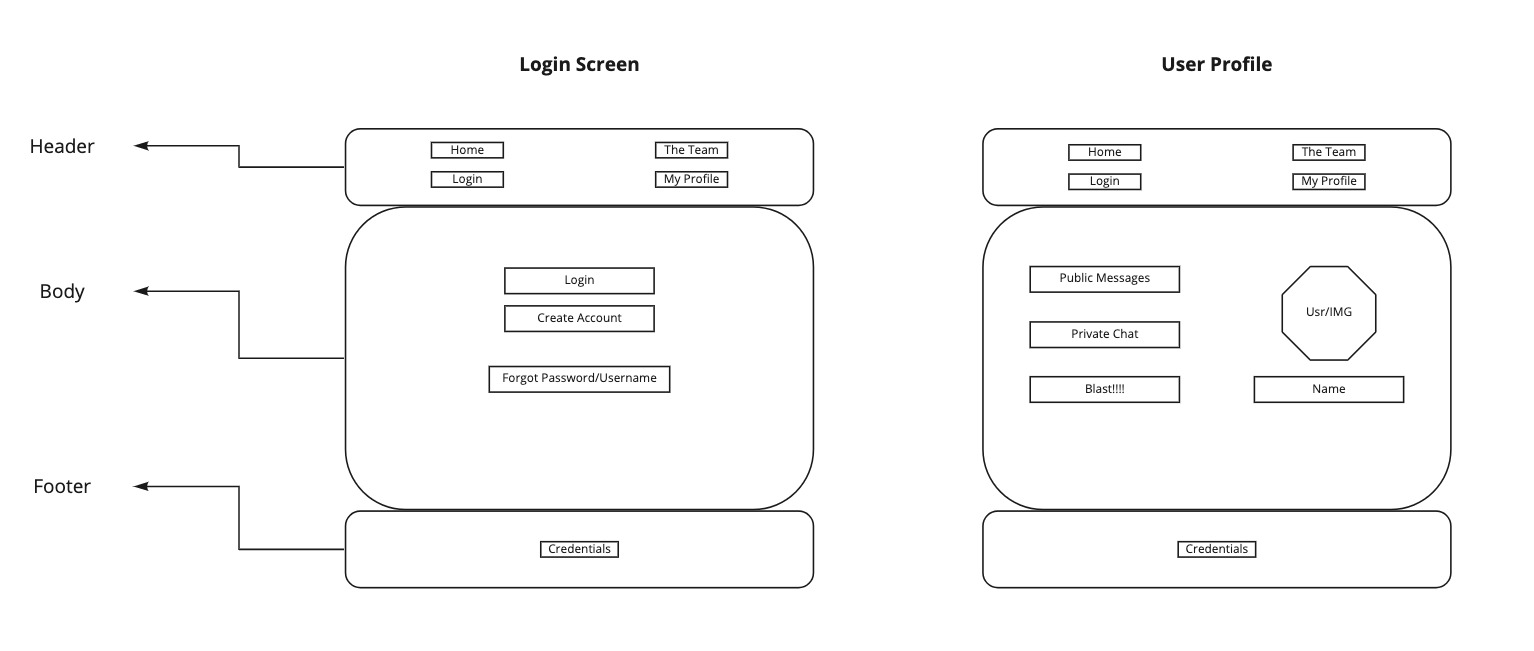 Login Screen
User Profile
Header
Home
The Team
Login
My Profile
Body
Login
Create Account
Forgot Password/Username
Footer
Credentials
Home
The Team
Login
My Profile
Public Messages
Usr/IMG
Private Chat
Blast!!!!
Name
Credentials